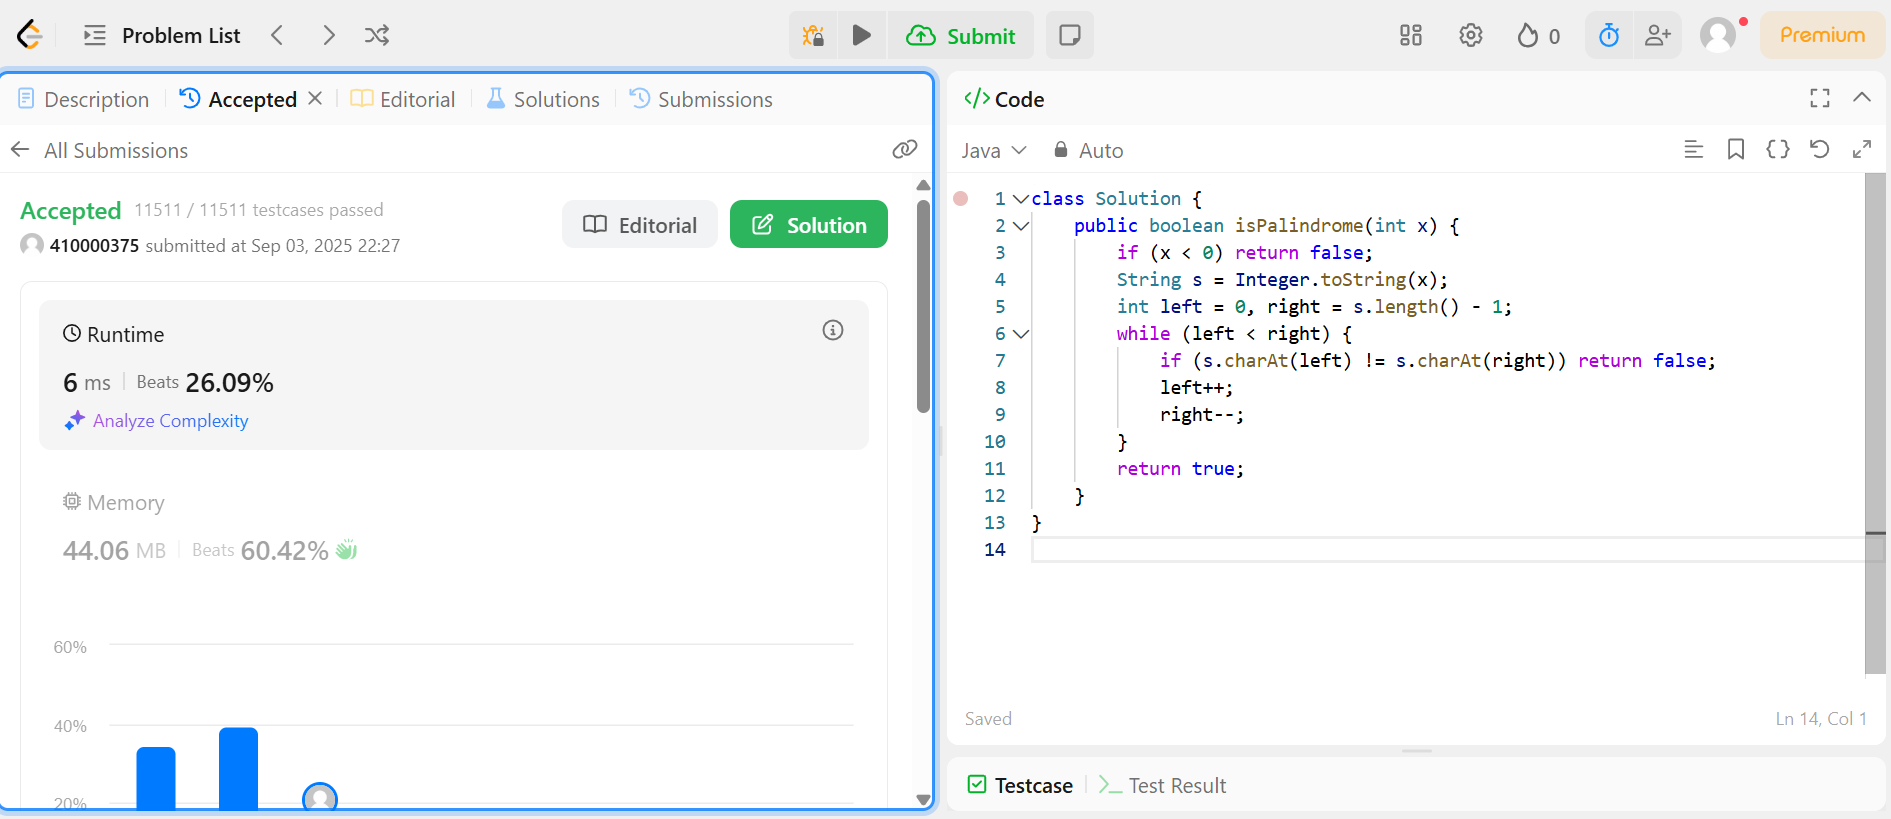 Problem List
Submit
0
Premium
Description
Accepted
Editorial
Solutions
Submissions
All Submissions
Accepted 11511 / 11511 testcases passed
410000375 submitted at Sep 03, 2025 22:27
Editorial
Solution
Runtime
6 ms Beats 26.09%
Analyze Complexity
Memory
44.06 MB Beats 60.42%
60%
40%
20%
</> Code
Java
Auto
1 class Solution {
2     public boolean isPalindrome(int x) {
3         if (x < 0) return false;
4         String s = Integer.toString(x);
5         int left = 0, right = s.length() - 1;
6         while (left < right) {
7             if (s.charAt(left) != s.charAt(right)) return false;
8             left++;
9             right--;
10         }
11         return true;
12     }
13 }
14
Saved
Ln 14, Col 1
Testcase
Test Result